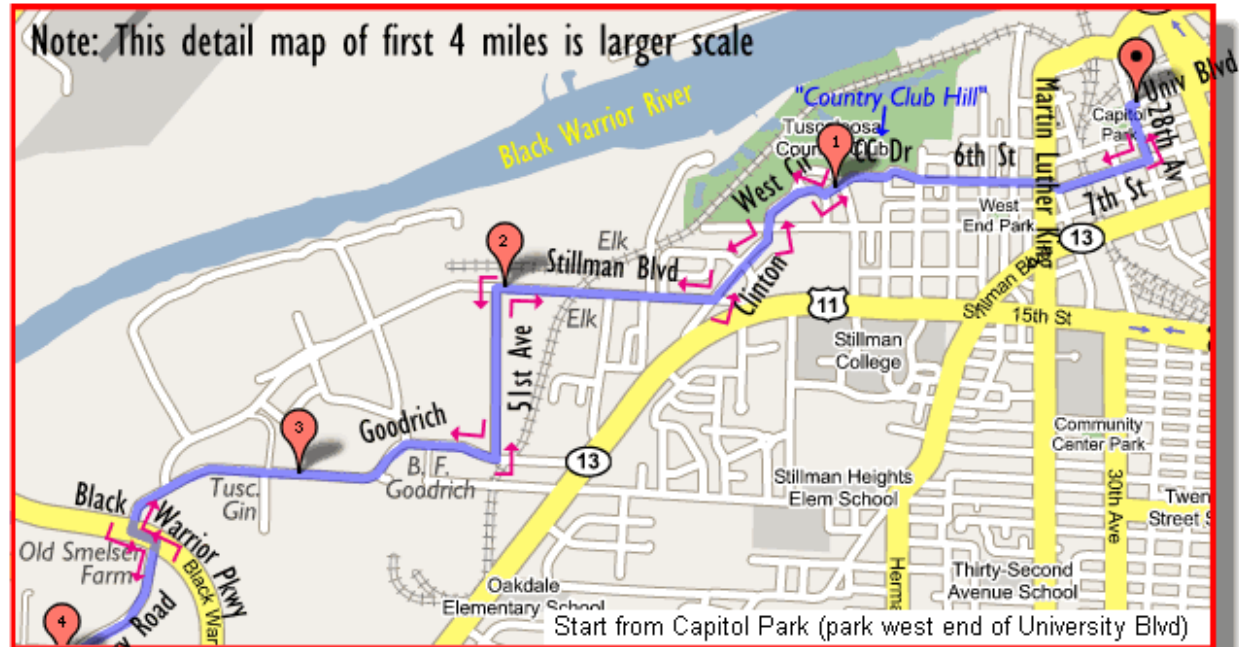 Note: This detail map of first 4 miles is larger scale
Black Warrior River
"Country Club Hill"
Univ Blvd
Capitol
Park
28th Av
Martin Luther King
6th St
7th St
CC Dr
West Cir
1
West
End Park
13
2
Elk
Stillman Blvd
Elk
Clinton
11
Stillman Blvd
15th St
Stillman
College
51st Ave
3
Goodrich
B. F.
Goodrich
13
Community
Center Park
30th Ave
Stillman Heights
Elem School
Tusc.
Gin
Black Warrior Pkwy
Old Smelser
Farm
Street
Thirty-Second
Avenue School
Oakdale
Elementary School
4
Road
Start from Capitol Park (park west end of University Blvd)